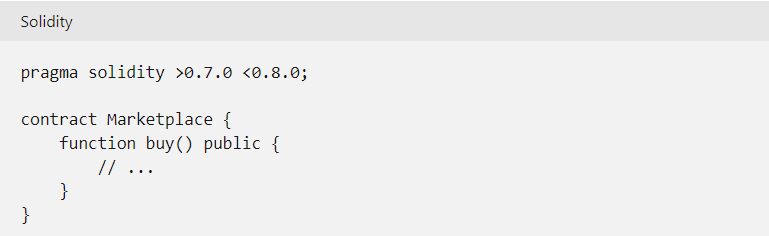 Solidity
pragma solidity >0.7.0 <0.8.0;
contract Marketplace {
    function buy() public {
        // ...
    }
}